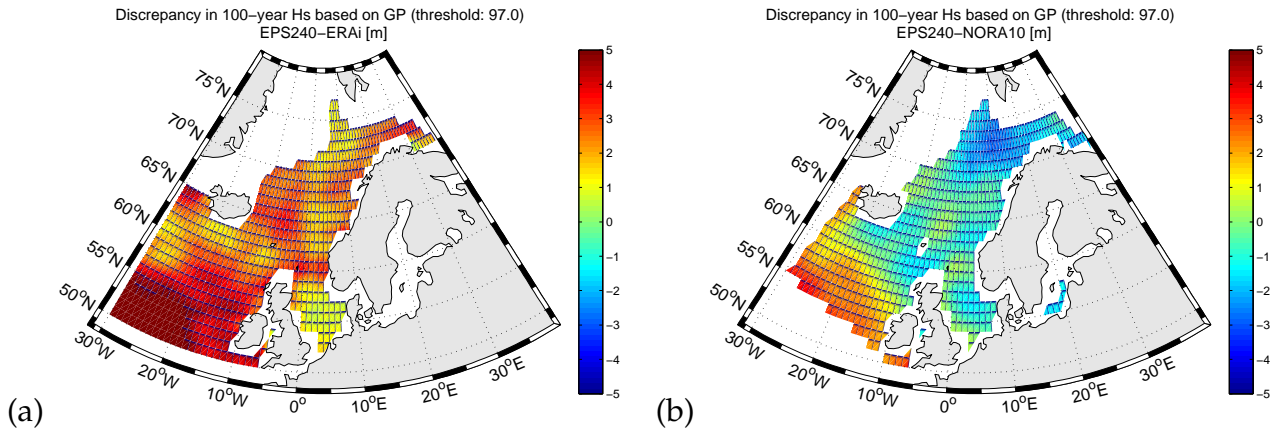 Discrepancy in 100−year Hs based on GP (threshold: 97.0)
EPS240−ERAi [m]
75°N
70°N
65°N
60°N
55°N
50°N
30°W
20°W
10°W
0°
10°E
20°E
30°E
5
4
3
2
1
0
−1
−2
−3
−4
−5
(a)
Discrepancy in 100−year Hs based on GP (threshold: 97.0)
EPS240−NORA10 [m]
75°N
70°N
65°N
60°N
55°N
50°N
30°W
20°W
10°W
0°
10°E
20°E
30°E
5
4
3
2
1
0
−1
−2
−3
−4
−5
(b)